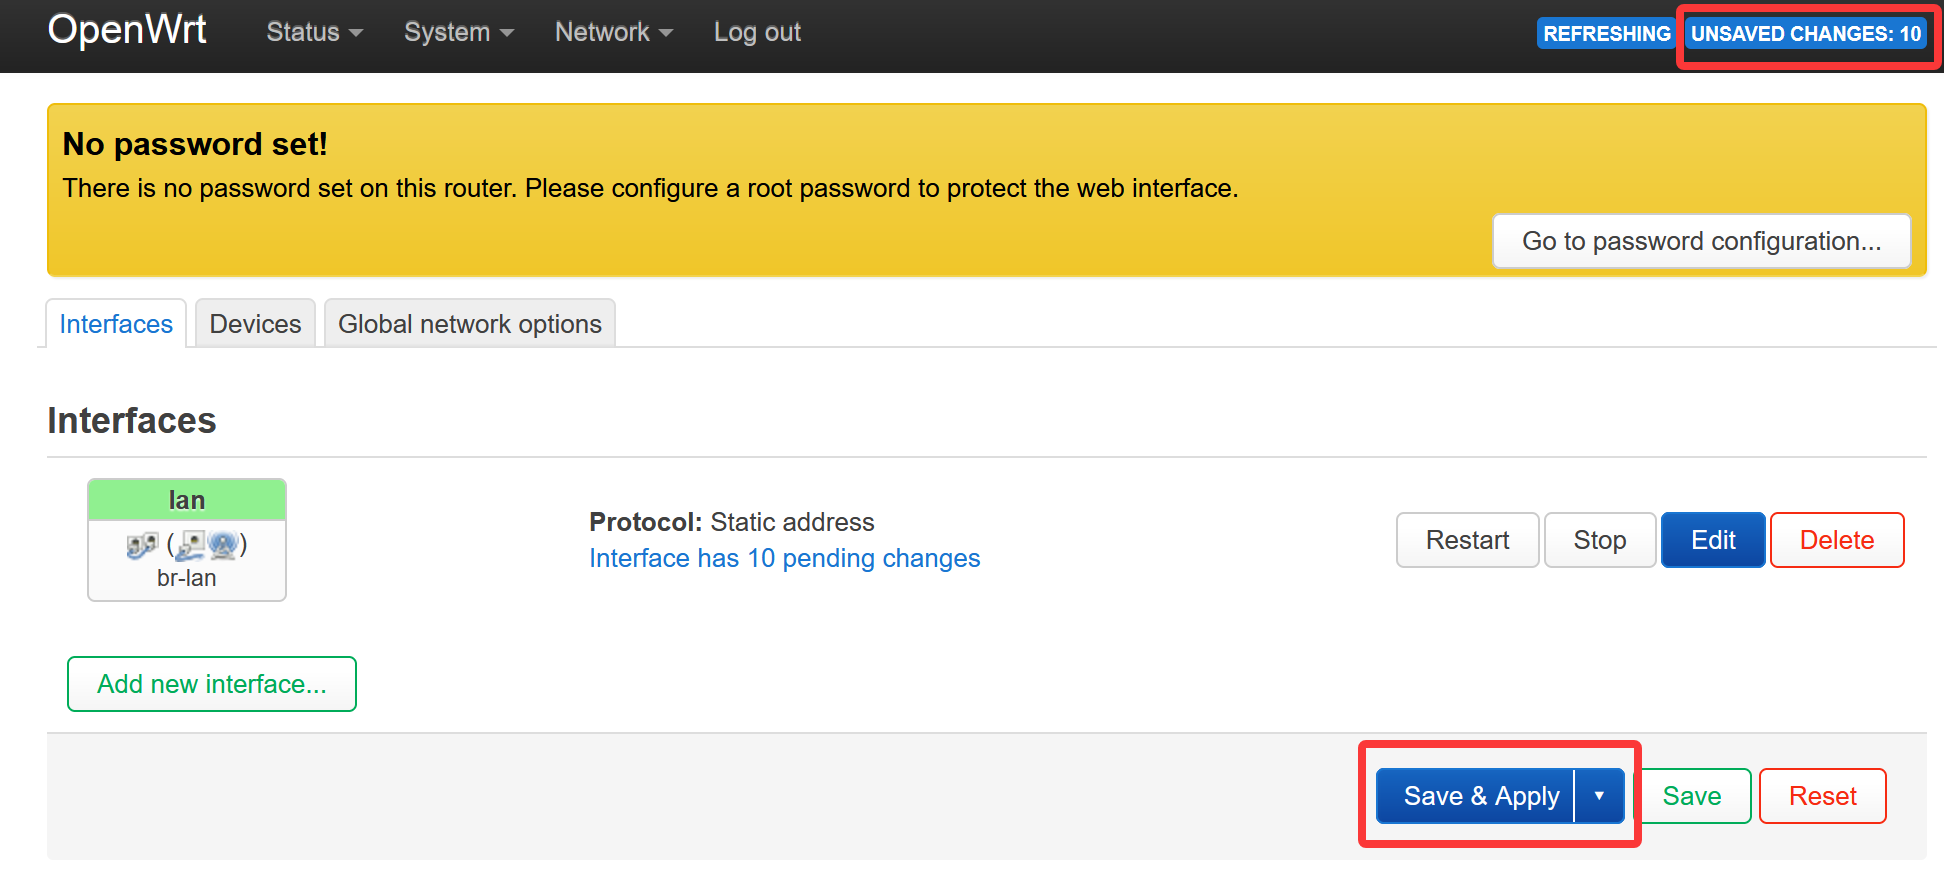 OpenWrt Status System Network Log out REFRESHING UNSAVED CHANGES: 10
No password set!
There is no password set on this router. Please configure a root password to protect the web interface.
Go to password configuration...
Interfaces Devices Global network options
Interfaces
lan
Protocol: Static address
Interface has 10 pending changes
Restart Stop Edit Delete
( )
br-lan
Add new interface...
Save & Apply Save Reset